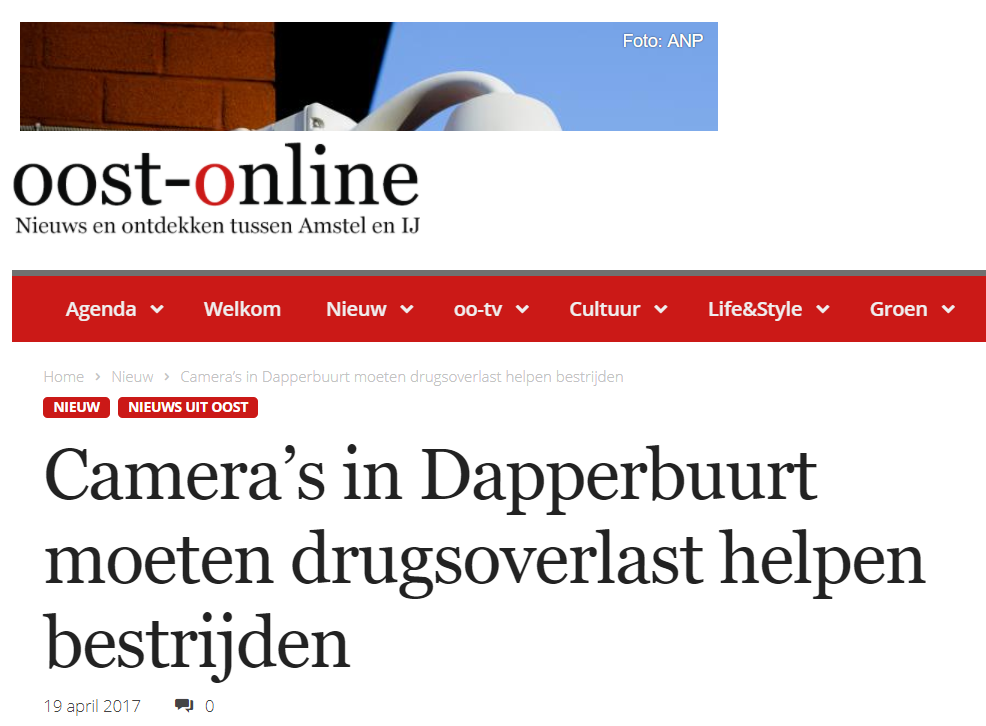 Foto: ANP
oost-online
Nieuws en ontdekken tussen Amstel en IJ
Agenda Welkom Nieuw oo-tv Cultuur Life&Style Groen
Home > Nieuw > Camera's in Dapperbuurt moeten drugsoverlast helpen bestrijden
NIEUW NIEUWS UIT OOST
Camera’s in Dapperbuurt
moeten drugsoverlast helpen
bestrijden
19 april 2017 0